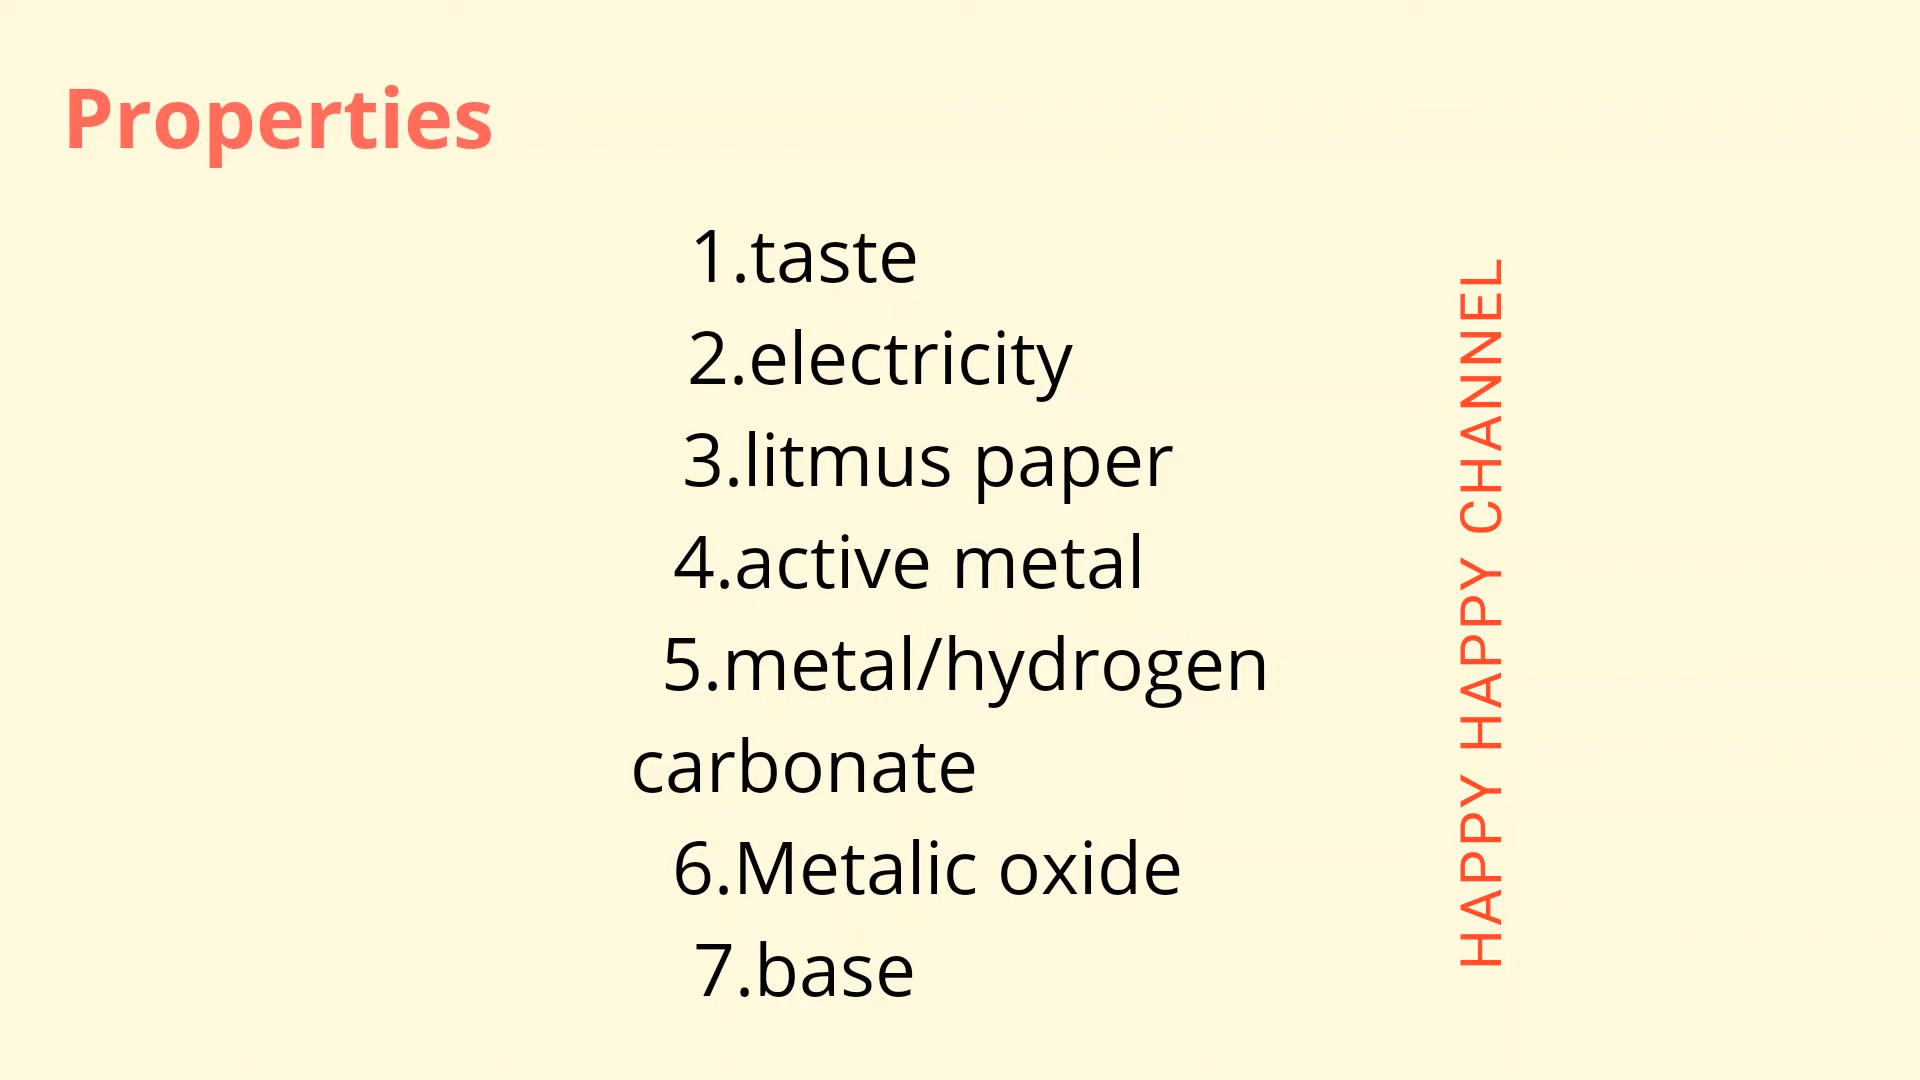 Properties
1.taste
2.electricity
3.litmus paper
4.active metal
5.metal/hydrogen
carbonate
6.Metalic oxide
7.base
HAPPY HAPPY CHANNEL